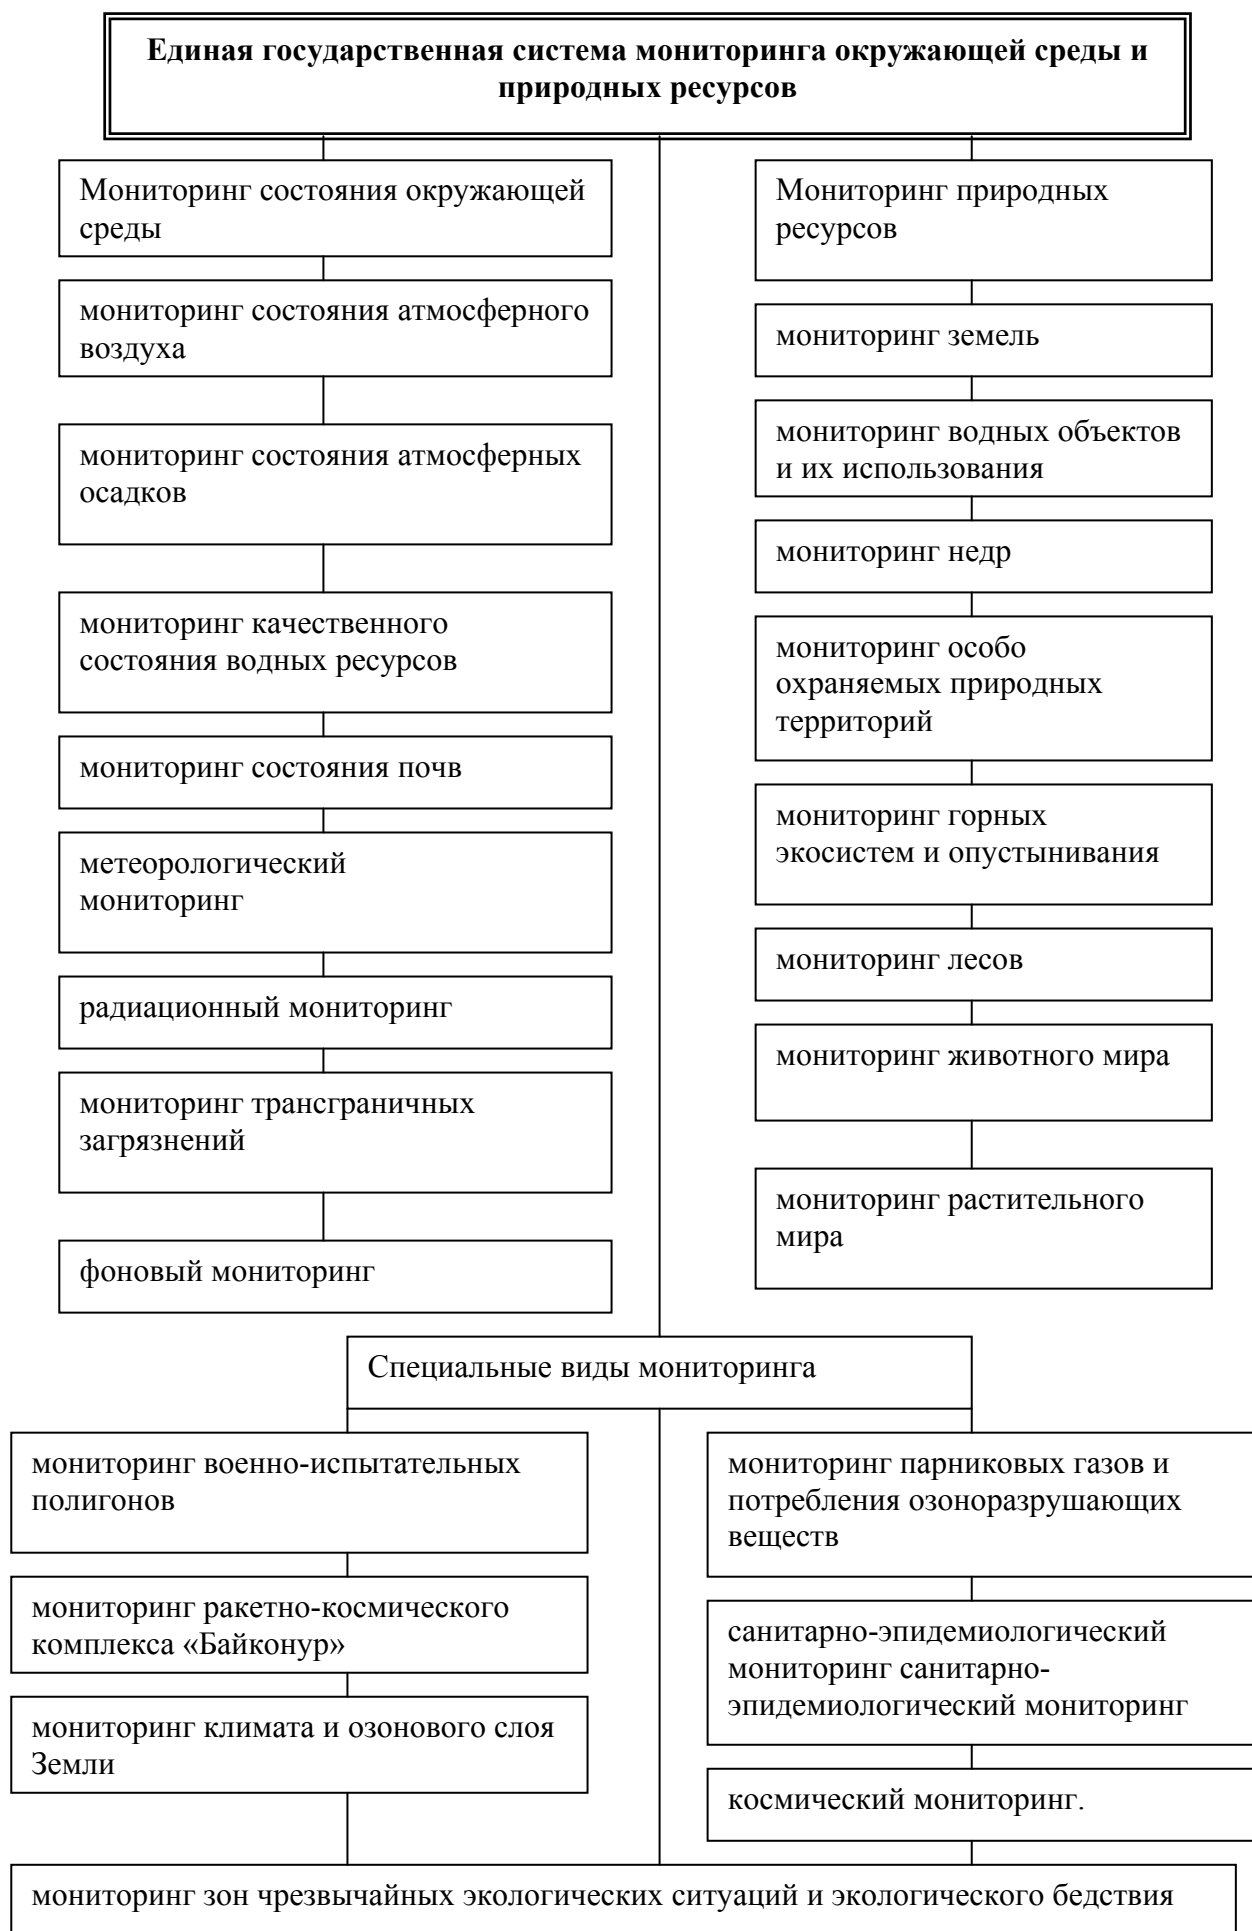 Единая государственная система мониторинга окружающей среды и
природных ресурсов
Мониторинг состояния окружающей
среды
мониторинг состояния атмосферного
воздуха
мониторинг состояния атмосферных
осадков
мониторинг качественного
состояния водных ресурсов
мониторинг состояния почв
метеорологический
мониторинг
радиационный мониторинг
мониторинг трансграничных
загрязнений
фоновый мониторинг
Мониторинг природных
ресурсов
мониторинг земель
мониторинг водных объектов
и их использования
мониторинг недр
мониторинг особо
охраняемых природных
территорий
мониторинг горных
экосистем и опустынивания
мониторинг лесов
мониторинг животного мира
мониторинг растительного
мира
Специальные виды мониторинга
мониторинг военно-испытательных
полигонов
мониторинг ракетно-космического
комплекса «Байконур»
мониторинг климата и озонового слоя
Земли
мониторинг парниковых газов и
потребления озоноразрушающих
веществ
санитарно-эпидемиологический
мониторинг санитарно-
эпидемиологический мониторинг
космический мониторинг.
мониторинг зон чрезвычайных экологических ситуаций и экологического бедствия